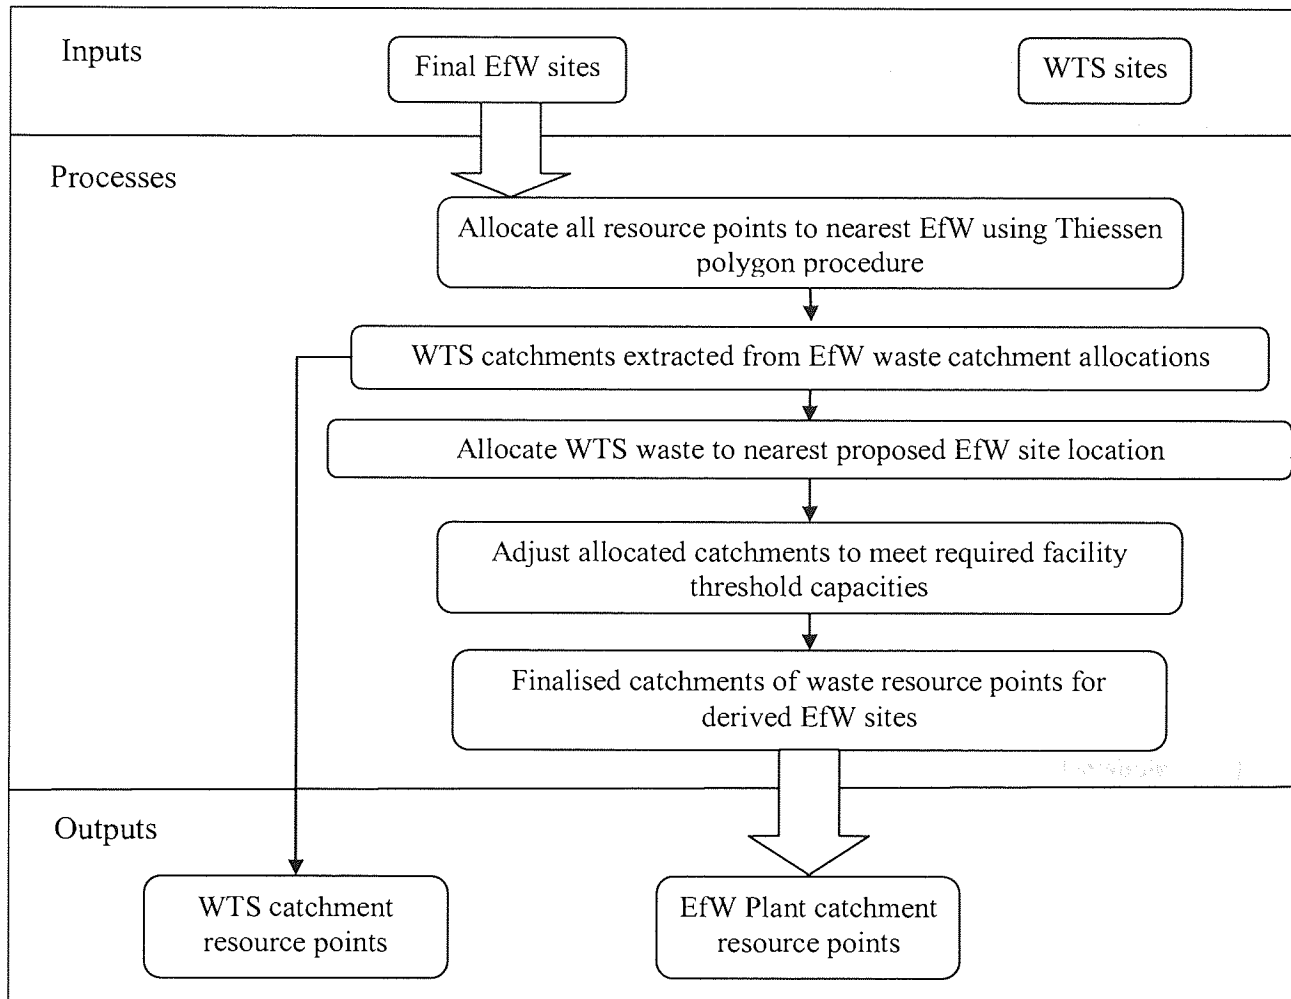 Inputs
Final EfW sites
WTS sites
Processes
Allocate all resource points to nearest EfW using Thiessen
polygon procedure
WTS catchments extracted from EfW waste catchment allocations
Allocate WTS waste to nearest proposed EfW site location
Adjust allocated catchments to meet required facility
threshold capacities
Finalised catchments of waste resource points for
derived EfW sites
Outputs
WTS catchment
resource points
EfW Plant catchment
resource points